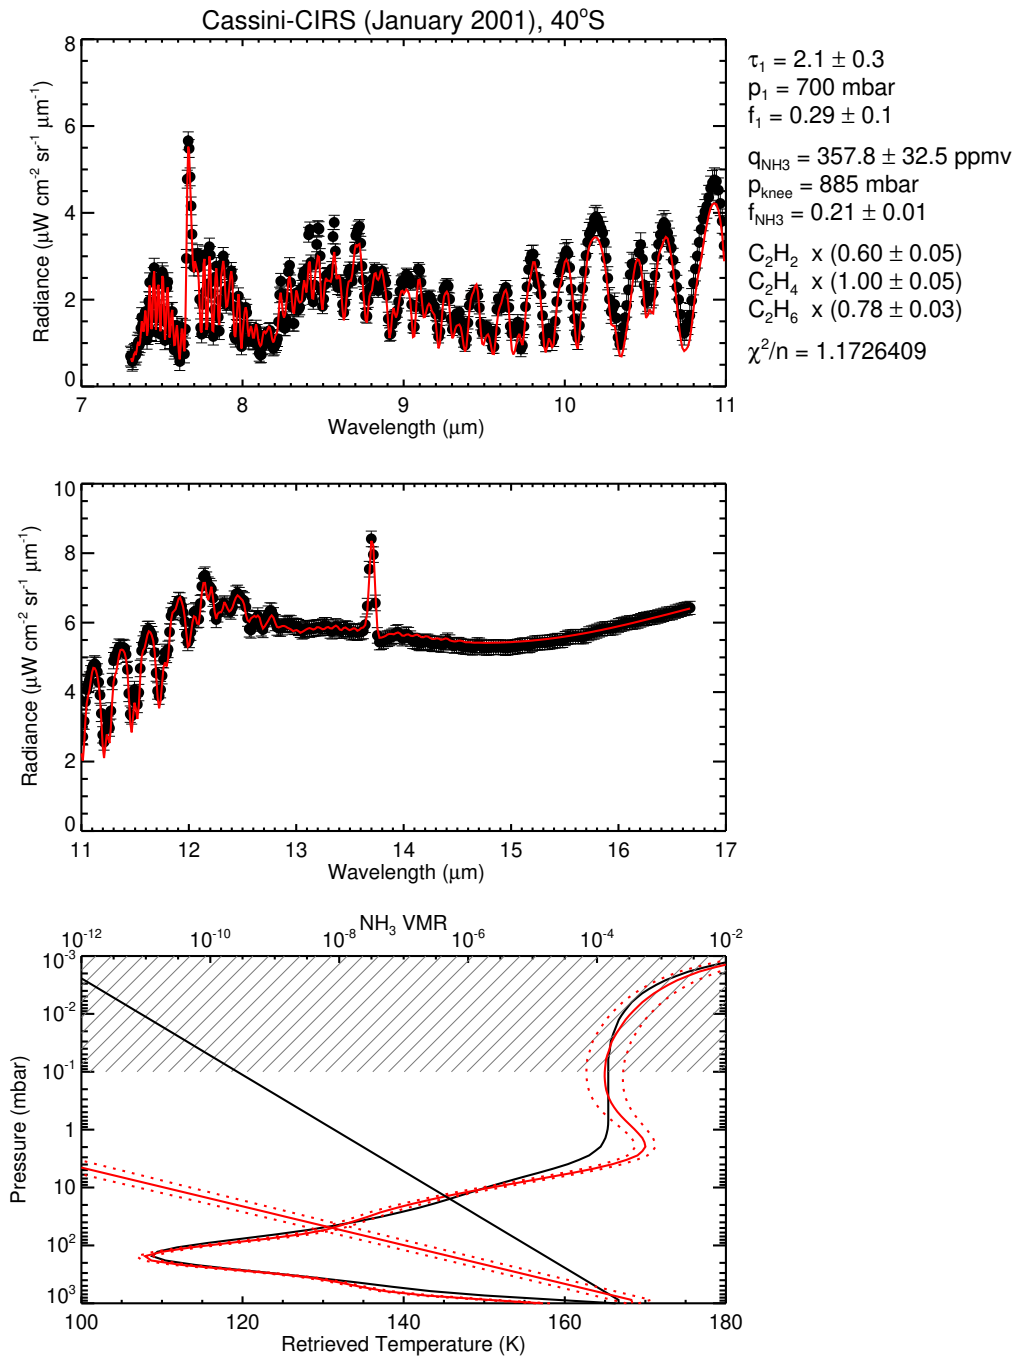 Cassini-CIRS (January 2001), 40°S
8
6
4
2
0
Radiance (μW cm⁻² sr⁻¹ μm⁻¹)
7 8 9 10 11
Wavelength (μm)
τ₁ = 2.1 ± 0.3
p₁ = 700 mbar
f₁ = 0.29 ± 0.1
q_NH3 = 357.8 ± 32.5 ppmv
p_knee = 885 mbar
f_NH3 = 0.21 ± 0.01
C₂H₂ x (0.60 ± 0.05)
C₂H₄ x (1.00 ± 0.05)
C₂H₆ x (0.78 ± 0.03)
χ²/n = 1.1726409
10
8
6
4
2
0
Radiance (μW cm⁻² sr⁻¹ μm⁻¹)
11 12 13 14 15 16 17
Wavelength (μm)
NH₃ VMR
10⁻¹² 10⁻¹⁰ 10⁻⁸ 10⁻⁶ 10⁻⁴ 10⁻²
10⁻³
10⁻²
10⁻¹
1
10
10²
10³
Pressure (mbar)
100 120 140 160 180
Retrieved Temperature (K)